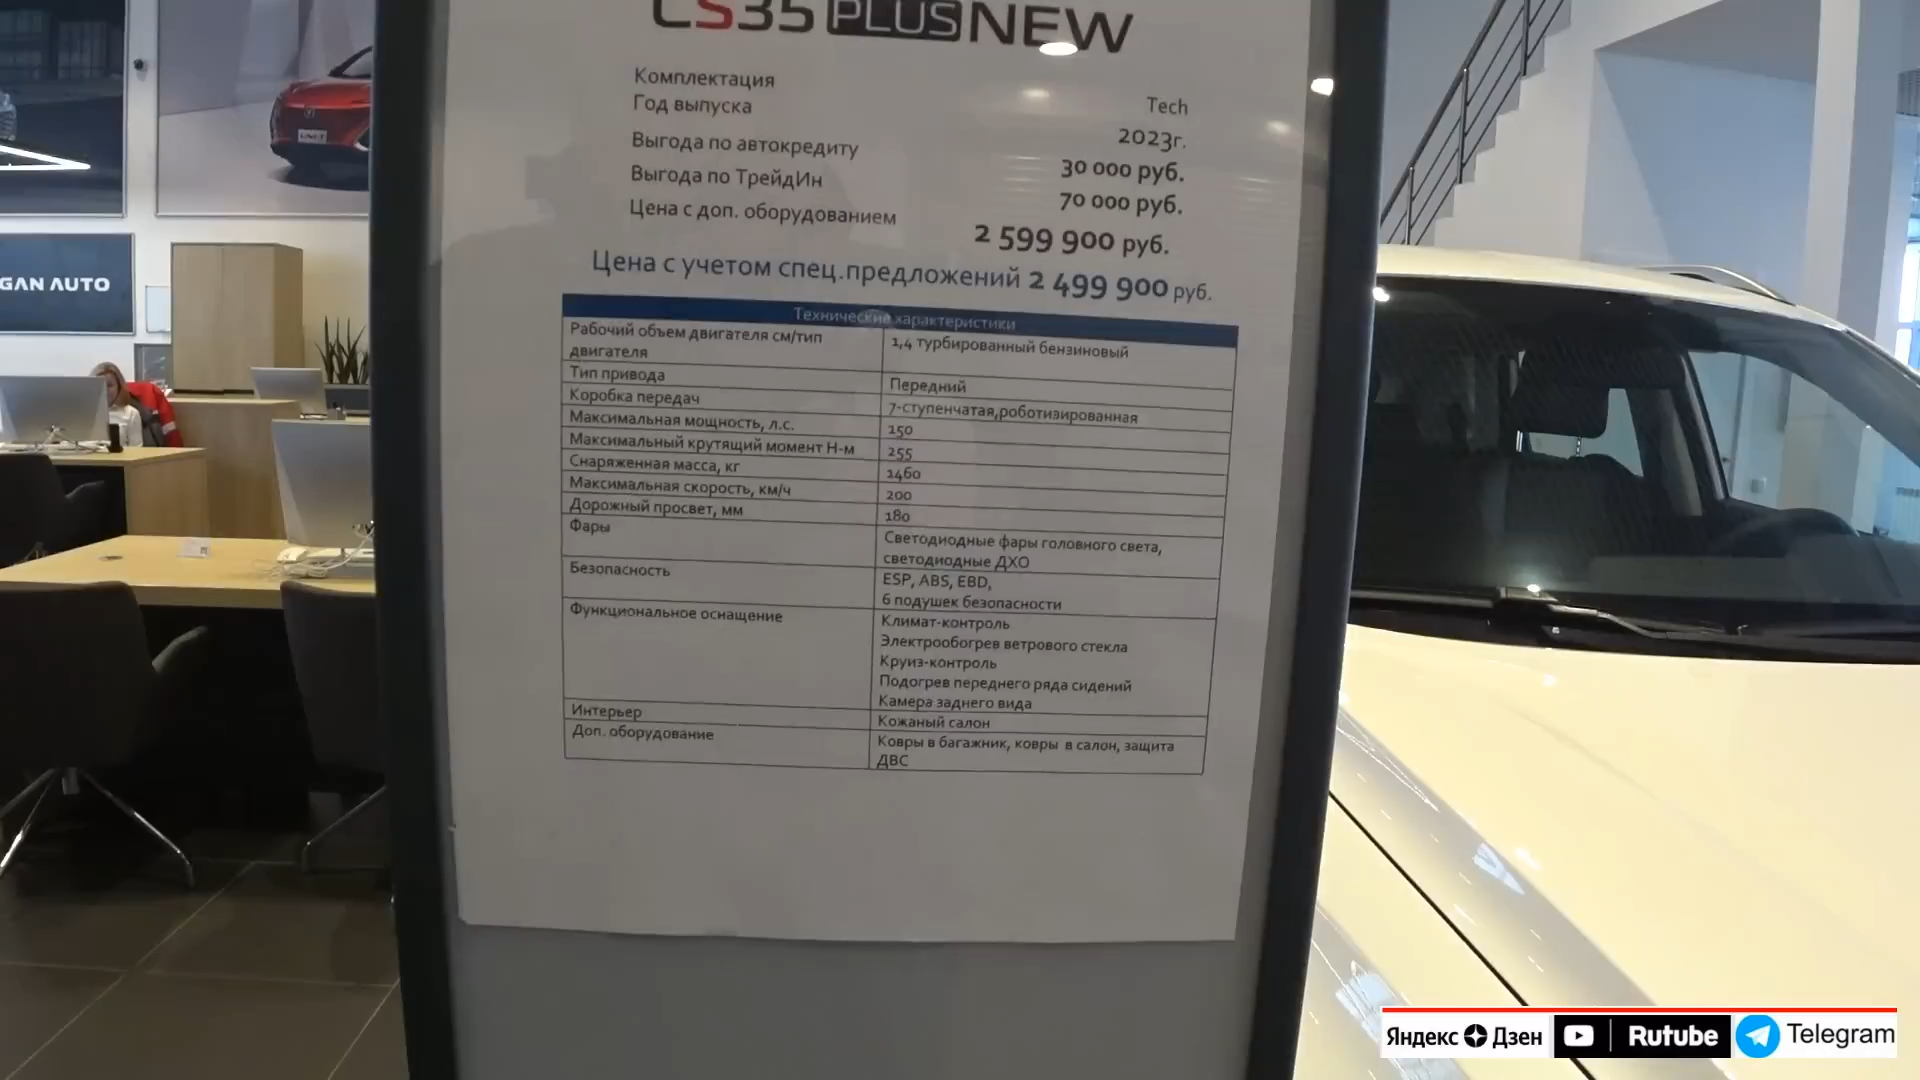 CS35 PLUS NEW
Комплектация
Tech
Год выпуска
2023г.
Выгода по автокредиту
30 000 руб.
Выгода по ТрейдИн
70 000 руб.
Цена с доп. оборудованием
2 599 900 руб.
Цена с учетом спец.предложений 2 499 900 руб.
Технические характеристики
Рабочий объем двигателя см/тип
двигателя
1,4 турбированный бензиновый
Тип привода
Передний
Коробка передач
7-ступенчатая,роботизированная
Максимальная мощность, л.с.
150
Максимальный крутящий момент Н-м
255
Снаряженная масса, кг
1460
Максимальная скорость, км/ч
200
Дорожный просвет, мм
180
Фары
Светодиодные фары головного света,
светодиодные ДХО
Безопасность
ESP, ABS, EBD,
6 подушек безопасности
Функциональное оснащение
Климат-контроль
Электрообогрев ветрового стекла
Круиз-контроль
Подогрев переднего ряда сидений
Камера заднего вида
Интерьер
Кожаный салон
Доп. оборудование
Ковры в багажник, ковры в салон, защита
ДВС
GAN AUTO
Яндекс Дзен Rutube Telegram